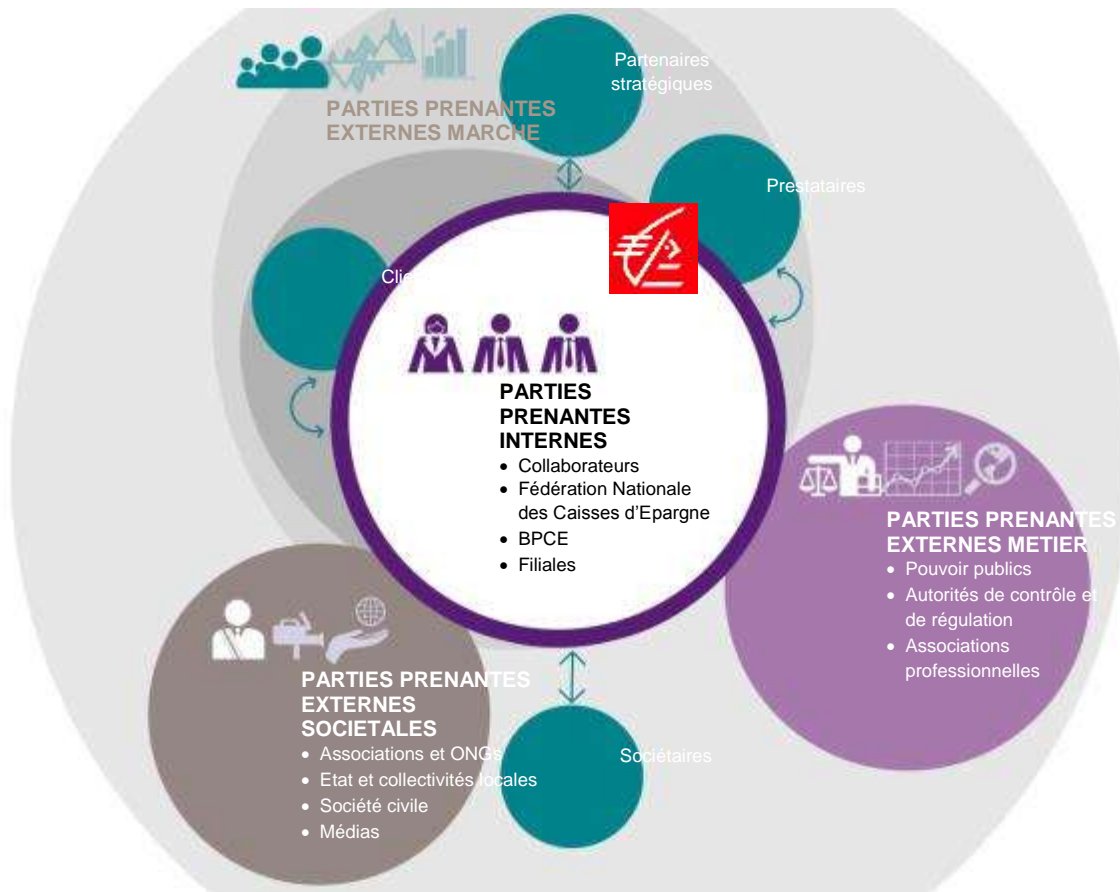 Partenaires
stratégiques
PARTIES PRENANTES
EXTERNES MARCHE
Prestataires
PARTIES
PRENANTES
INTERNES
• Collaborateurs
• Fédération Nationale
des Caisses d’Epargne
• BPCE
• Filiales
PARTIES PRENANTES
EXTERNES METIER
• Pouvoir publics
• Autorités de contrôle et
de régulation
• Associations
professionnelles
PARTIES PRENANTES
EXTERNES
SOCIETALES
• Associations et ONGs
• Etat et collectivités locales
• Société civile
• Médias
Sociétaires